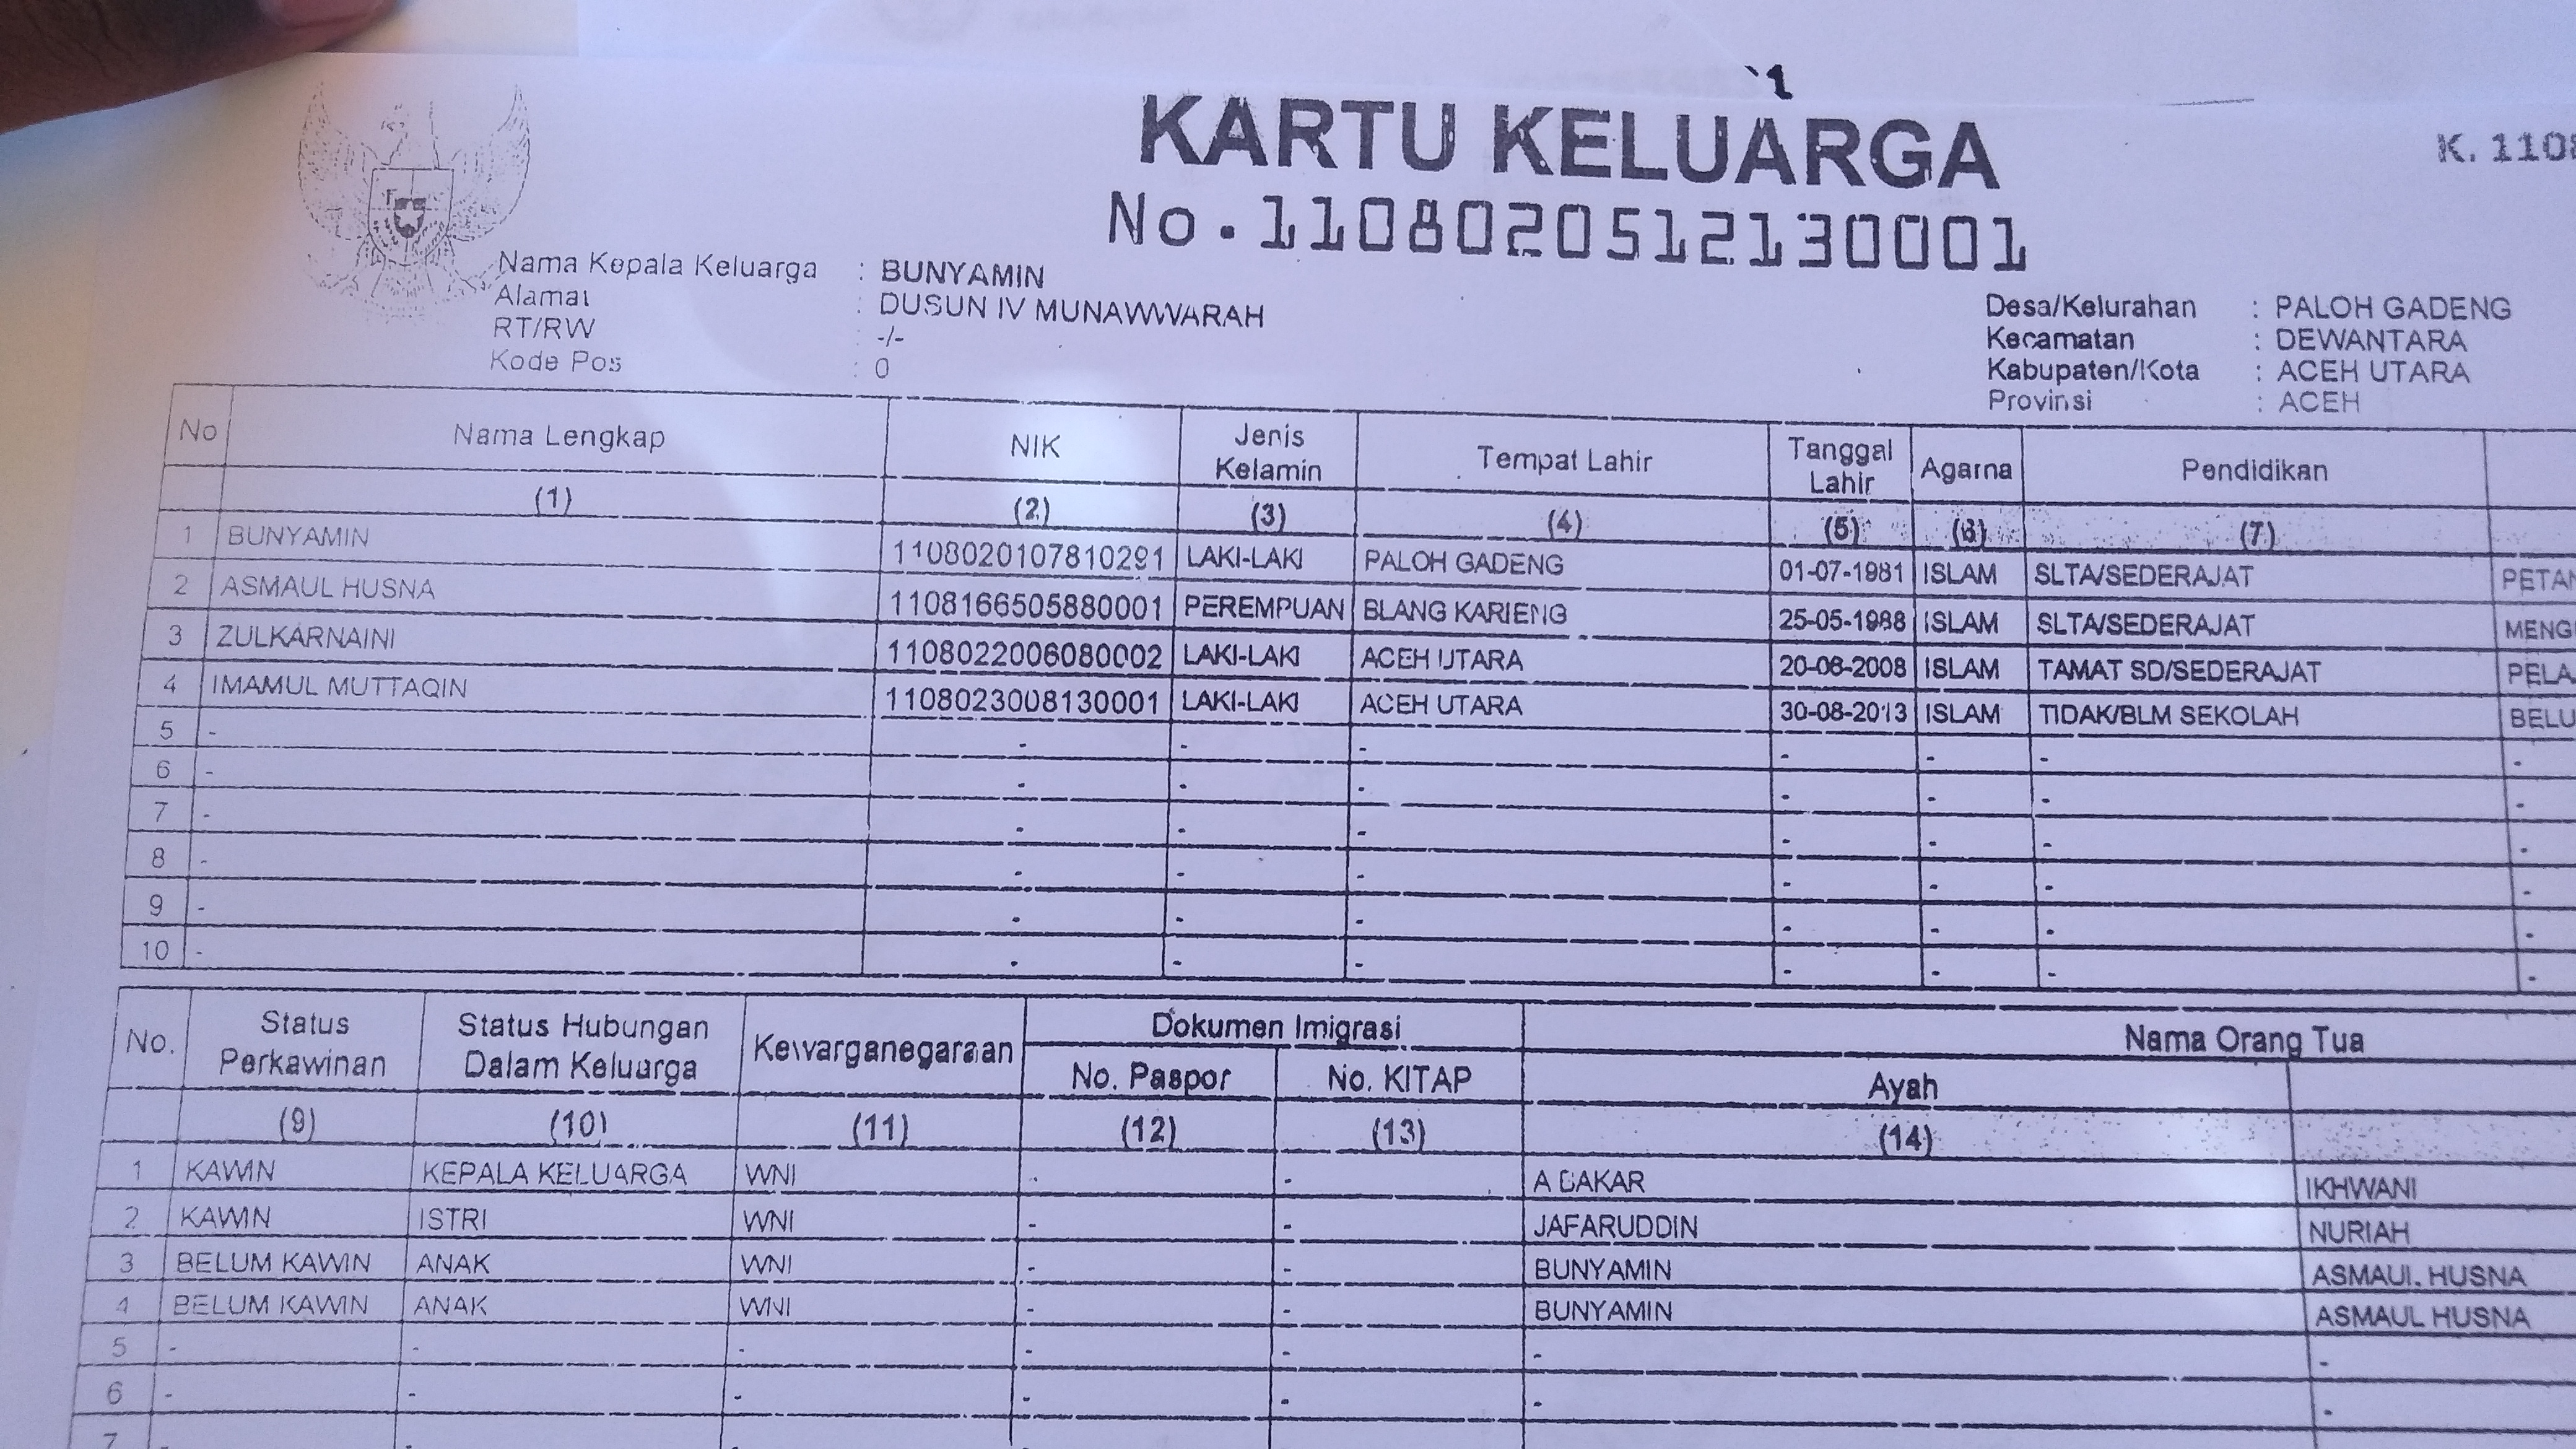 KARTU KELUARGA
K. 1108
No.1108020512130001
Nama Kepala Keluarga : BUNYAMIN
Alamat : DUSUN IV MUNAWWARAH
RT/RW : -/-
Kode Pos : 0
Desa/Kelurahan : PALOH GADENG
Kecamatan : DEWANTARA
Kabupaten/Kota : ACEH UTARA
Provinsi : ACEH
No Nama Lengkap NIK Jenis Kelamin Tempat Lahir Tanggal Lahir Agama Pendidikan
(1) (2) (3) (4) (5) (6) (7)
1 BUNYAMIN 1108020107810291 LAKI-LAKI PALOH GADENG 01-07-1981 ISLAM SLTA/SEDERAJAT PETAN
2 ASMAUL HUSNA 1108166505880001 PEREMPUAN BLANG KARIENG 25-05-1988 ISLAM SLTA/SEDERAJAT MENG
3 ZULKARNAINI 1108022006080002 LAKI-LAKI ACEH UTARA 20-06-2008 ISLAM TAMAT SD/SEDERAJAT PELA
4 IMAMUL MUTTAQIN 1108023008130001 LAKI-LAKI ACEH UTARA 30-08-2013 ISLAM TIDAK/BLM SEKOLAH BELU
5 - - - - - - - -
6 - - - - - - - -
7 - - - - - - - -
8 - - - - - - - -
9 - - - - - - - -
10 - - - - - - - -
No. Status Perkawinan Status Hubungan Dalam Keluarga Kewarganegaraan Dokumen Imigrasi Nama Orang Tua
No. Paspor No. KITAP Ayah
(9) (10) (11) (12) (13) (14)
1 KAWIN KEPALA KELUARGA WNI - - A BAKAR IKHWANI
2 KAWIN ISTRI WNI - - JAFARUDDIN NURIAH
3 BELUM KAWIN ANAK WNI - - BUNYAMIN ASMAUL HUSNA
4 BELUM KAWIN ANAK WNI - - BUNYAMIN ASMAUL HUSNA
5 - - - - - - -
6 - - - - - - -
7